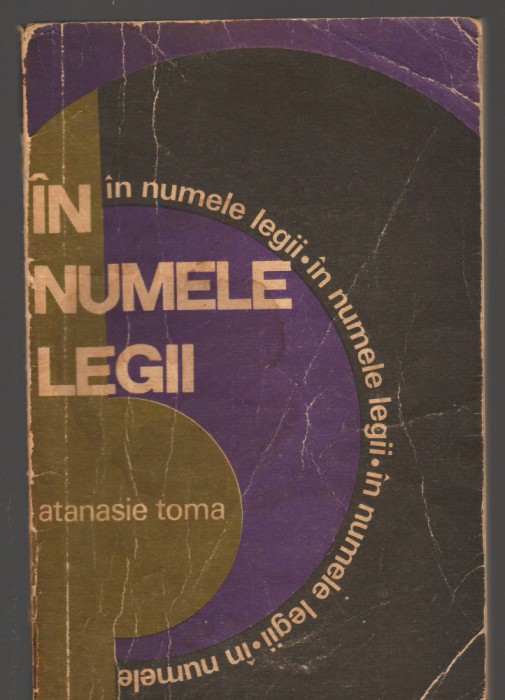 ÎN
NUMELE
LEGII
în numele legii • în numele legii • în numele legii • în numele
atanasie toma